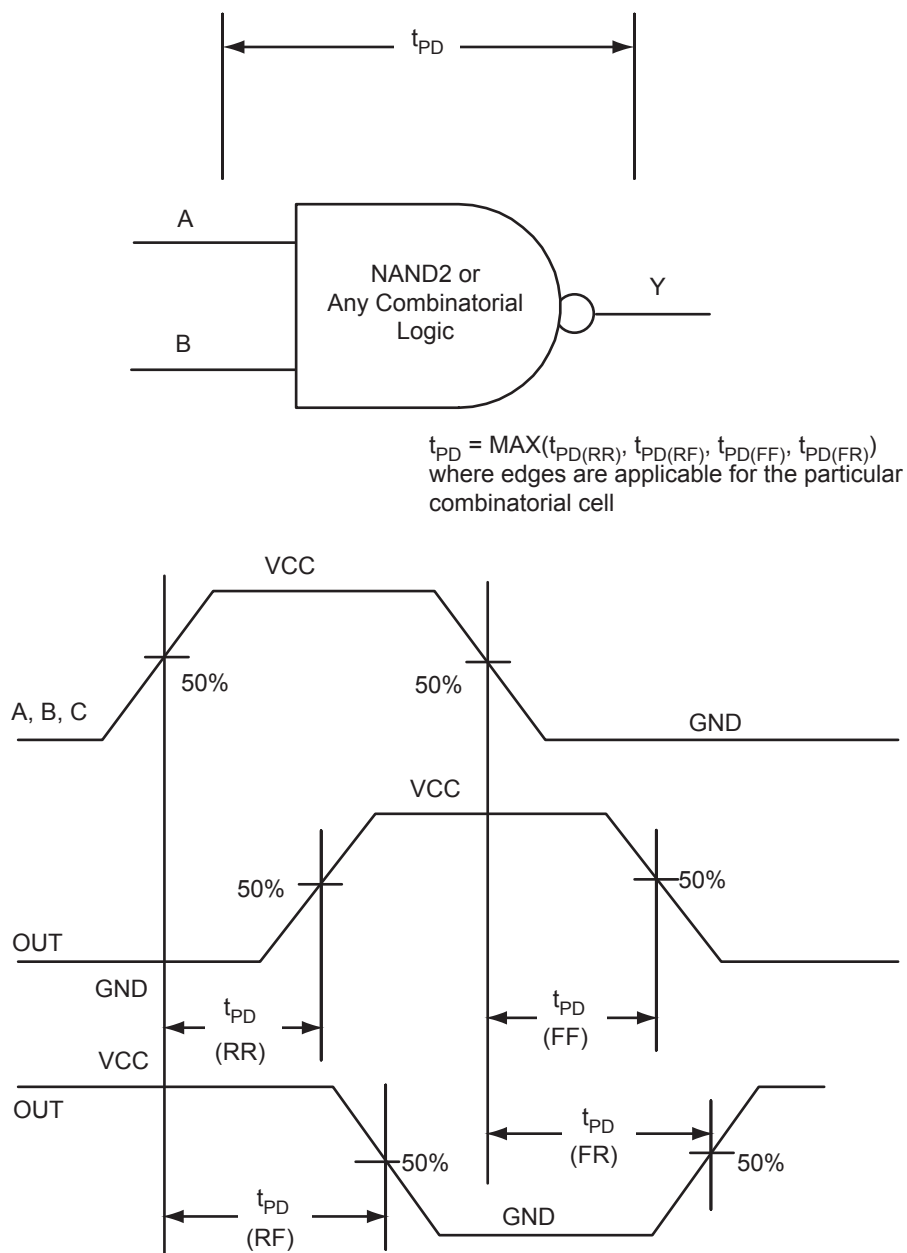 tPD
A
NAND2 or
Any Combinatorial
Logic
Y
B
tPD = MAX(tPD(RR), tPD(RF), tPD(FF), tPD(FR))
where edges are applicable for the particular
combinatorial cell
VCC
50%
50%
A, B, C
GND
VCC
50%
50%
OUT
GND
tPD
(RR)
tPD
(FF)
VCC
OUT
tPD
(FR)
50%
50%
tPD
(RF)
GND